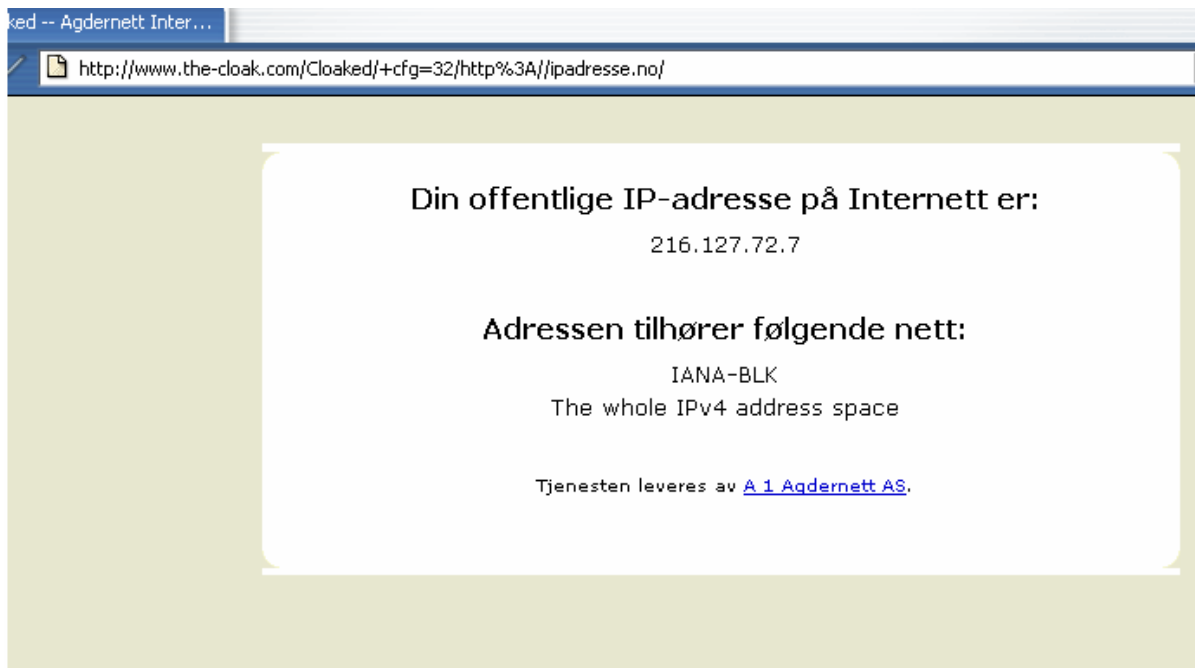 ked -- Agdernett Inter...
http://www.the-cloak.com/Cloaked/+cfg=32/http%3A//ipadresse.no/
Din offentlige IP-adresse på Internett er:
216.127.72.7
Adressen tilhører følgende nett:
IANA-BLK
The whole IPv4 address space
Tjenesten leveres av A 1 Agdernett AS.